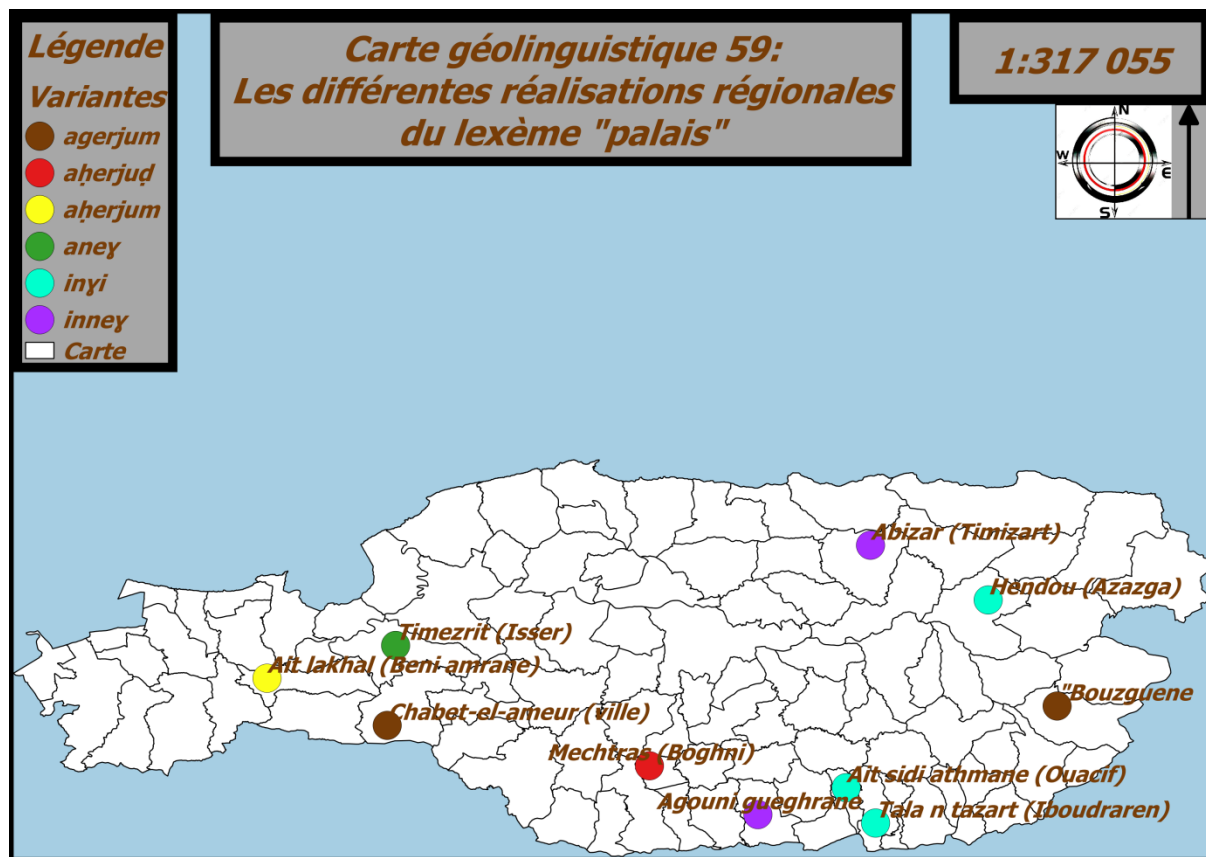 Légende
Variantes
agerjum
aḥerjuḍ
aḥerjum
aneɣ
inɣi
inneɣ
Carte
Carte géolinguistique 59:
Les différentes réalisations régionales
du lexème "palais"
1:317 055
N
W
E
S
Abizar (Timizart)
Hendou (Azazga)
Timezrit (Isser)
Ait lakhal (Beni amrane)
"Bouzguene
Chabet-el-ameur (ville)
Mechtras (Boghni)
Ait sidi athmane (Ouacif)
Agouni gueghrane
Tala n tazart (Iboudraren)